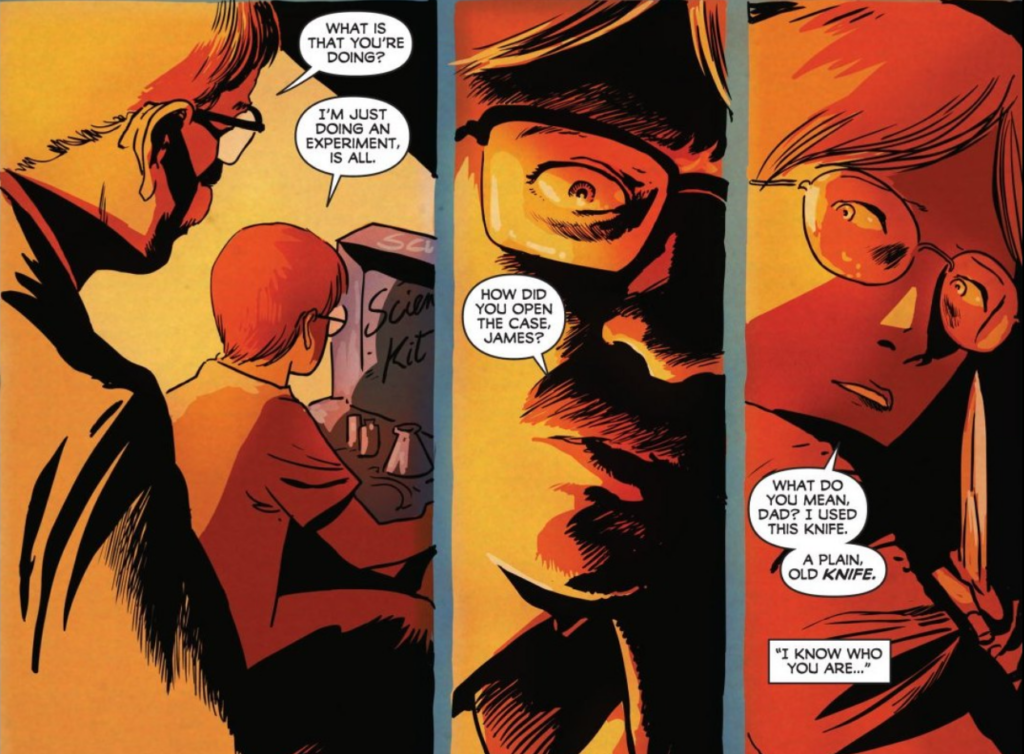 WHAT IS
THAT YOU'RE
DOING?
I'M JUST
DOING AN
EXPERIMENT,
IS ALL.
Scien
Kit
HOW DID
YOU OPEN
THE CASE,
JAMES?
WHAT DO
YOU MEAN,
DAD? I USED
THIS KNIFE.
A PLAIN,
OLD KNIFE.
"I KNOW WHO
YOU ARE..."